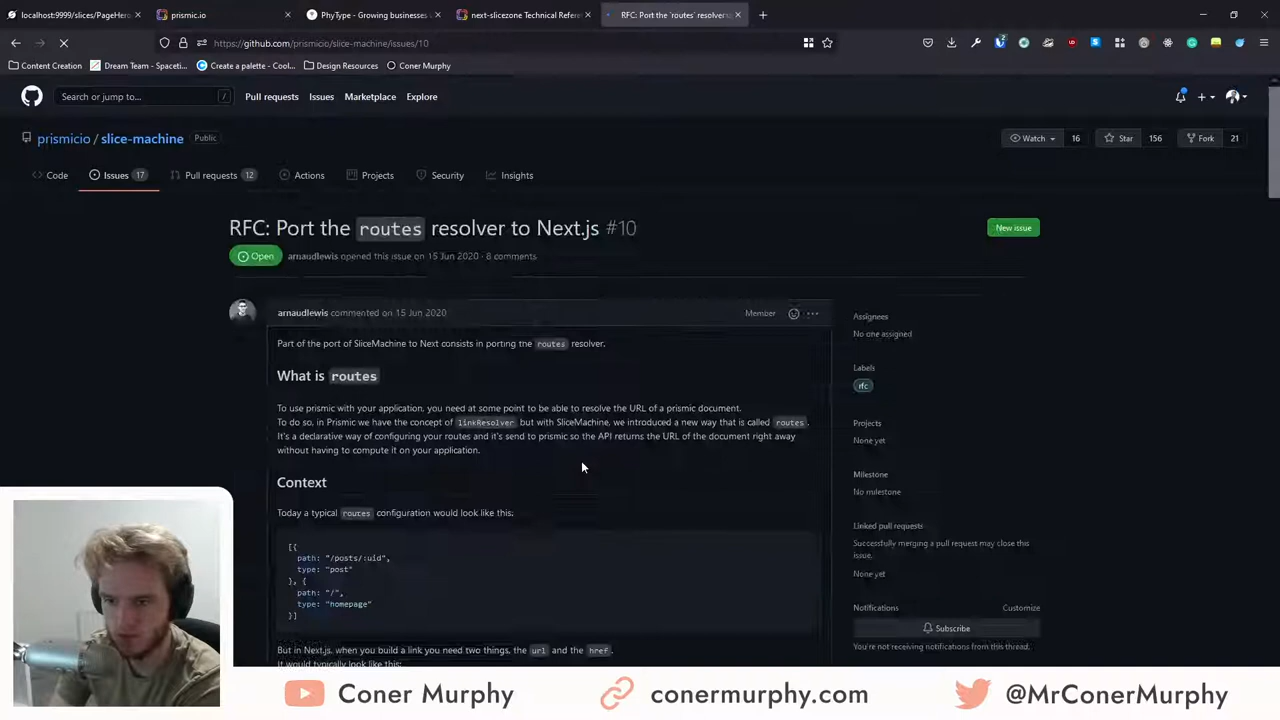 localhost:9999/slices/PageHero
prismic.io
PhyType - Growing businesses
next-slicezone Technical Refere
RFC: Port the `routes` resolver
https://github.com/prismicio/slice-machine/issues/10
Content Creation
Dream Team - Spaceti...
Create a palette - Cool...
Design Resources
Coner Murphy
Search or jump to...
/
Pull requests
Issues
Marketplace
Explore
prismicio / slice-machine
Public
Watch
16
Star
156
Fork
21
Code
Issues 17
Pull requests 12
Actions
Projects
Security
Insights
RFC: Port the routes resolver to Next.js #10
New issue
Open
arnaudlewis opened this issue on 15 Jun 2020 · 8 comments
arnaudlewis commented on 15 Jun 2020
Member
Part of the port of SliceMachine to Next consists in porting the routes resolver.
What is routes
To use prismic with your application, you need at some point to be able to resolve the URL of a prismic document.
To do so, in Prismic we have the concept of linkResolver but with SliceMachine, we introduced a new way that is called routes.
It's a declarative way of configuring your routes and it's send to prismic so the API returns the URL of the document right away
without having to compute it on your application.
Context
Today a typical routes configuration would look like this:
[{
path: "/posts/:uid",
type: "post"
}, {
path: "/",
type: "homepage"
}]
But in Next.js, when you build a link you need two things, the url and the href.
It would typically look like this:
Assignees
No one assigned
Labels
rfc
Projects
None yet
Milestone
No milestone
Linked pull requests
Successfully merging a pull request may close this
issue.
None yet
Notifications
Customize
Subscribe
You're not receiving notifications from this thread.
Coner Murphy
conermurphy.com
@MrConerMurphy